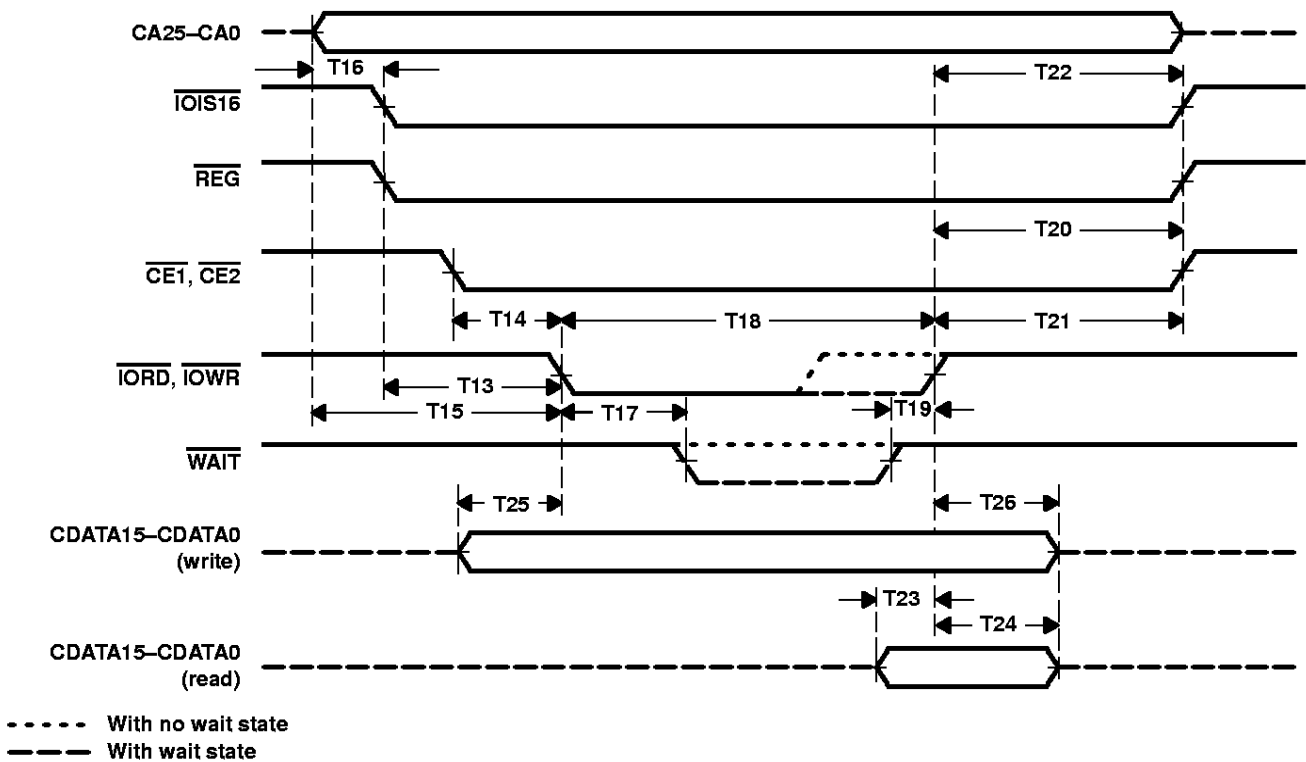 CA25–CA0
T16
T22
IOIS16
REG
T20
CE1, CE2
T14
T18
T21
IORD, IOWR
T13
T19
T15
T17
WAIT
T25
T26
CDATA15–CDATA0
(write)
T23
T24
CDATA15–CDATA0
(read)
With no wait state
With wait state